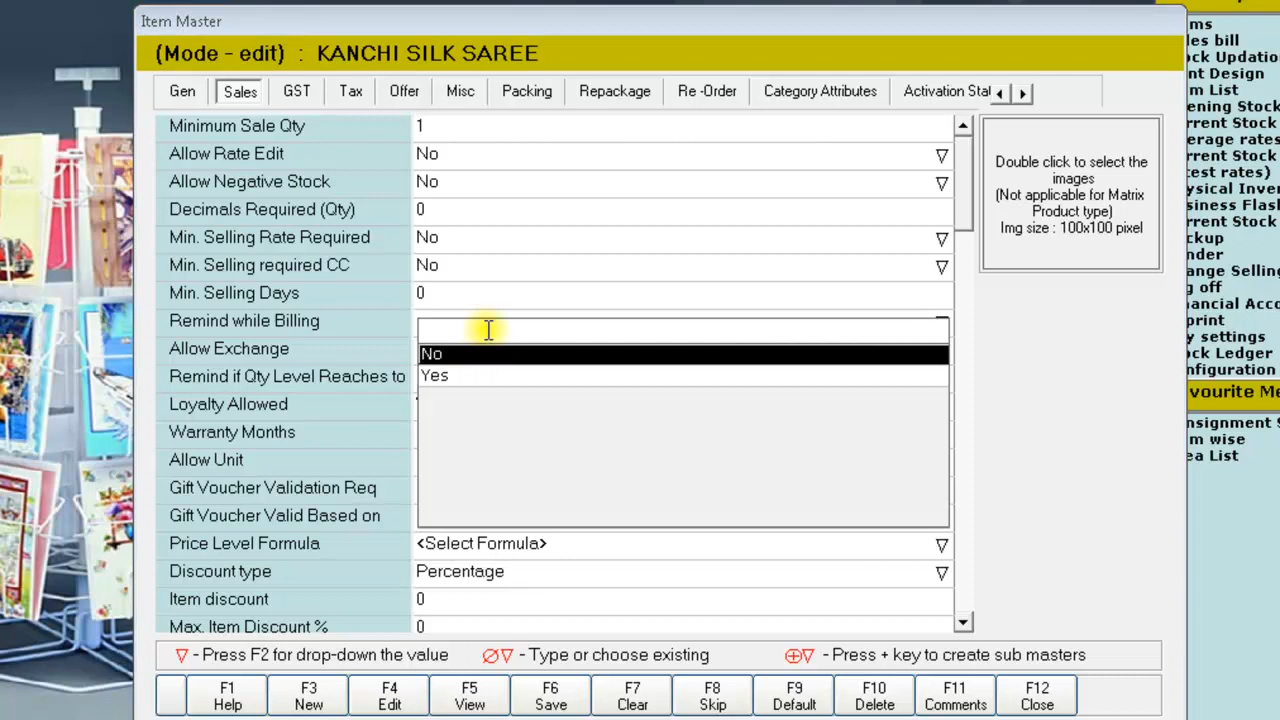 Item Master
(Mode - edit) : KANCHI SILK SAREE
Gen Sales GST Tax Offer Misc Packing Repackage Re -Order Category Attributes Activation Stat
Minimum Sale Qty 1
Allow Rate Edit No
Allow Negative Stock No
Decimals Required (Qty) 0
Min. Selling Rate Required No
Min. Selling required CC No
Min. Selling Days 0
Remind while Billing
Allow Exchange No
Remind if Qty Level Reaches to Yes
Loyalty Allowed
Warranty Months
Allow Unit
Gift Voucher Validation Req
Gift Voucher Valid Based on
Price Level Formula <Select Formula>
Discount type Percentage
Item discount 0
Max. Item Discount % 0
Double click to select the
images
(Not applicable for Matrix
Product type)
Img size : 100x100 pixel
▽ - Press F2 for drop-down the value ∅▽ - Type or choose existing ⊕▽ - Press + key to create sub masters
F1 Help F3 New F4 Edit F5 View F6 Save F7 Clear F8 Skip F9 Default F10 Delete F11 Comments F12 Close
ms
les bill
ock Updatio
nt Design
m List
ening Stock
rrent Stock
erage rates
rrent Stock
test rates)
ysical Inver
siness Flas
rrent Stock
ckup
nder
ange Selling
g off
nancial Acco
print
y settings
ock Ledger
nfiguration
vourite Me
nsignment S
m wise
ea List